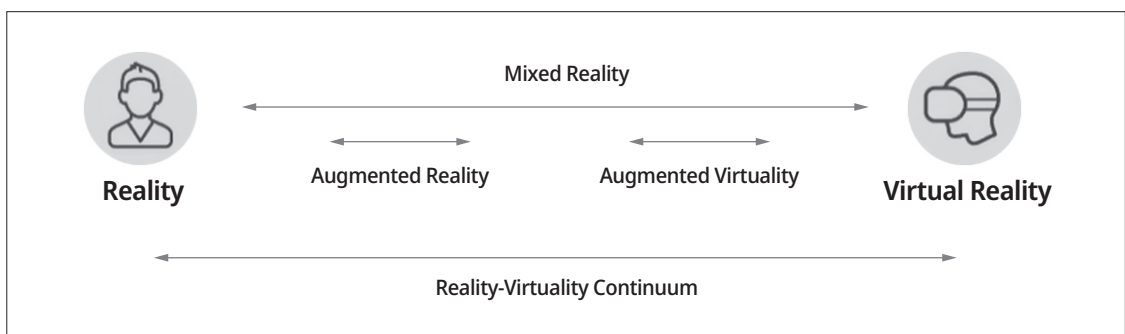 Mixed Reality
Augmented Reality
Augmented Virtuality
Reality
Virtual Reality
Reality-Virtuality Continuum